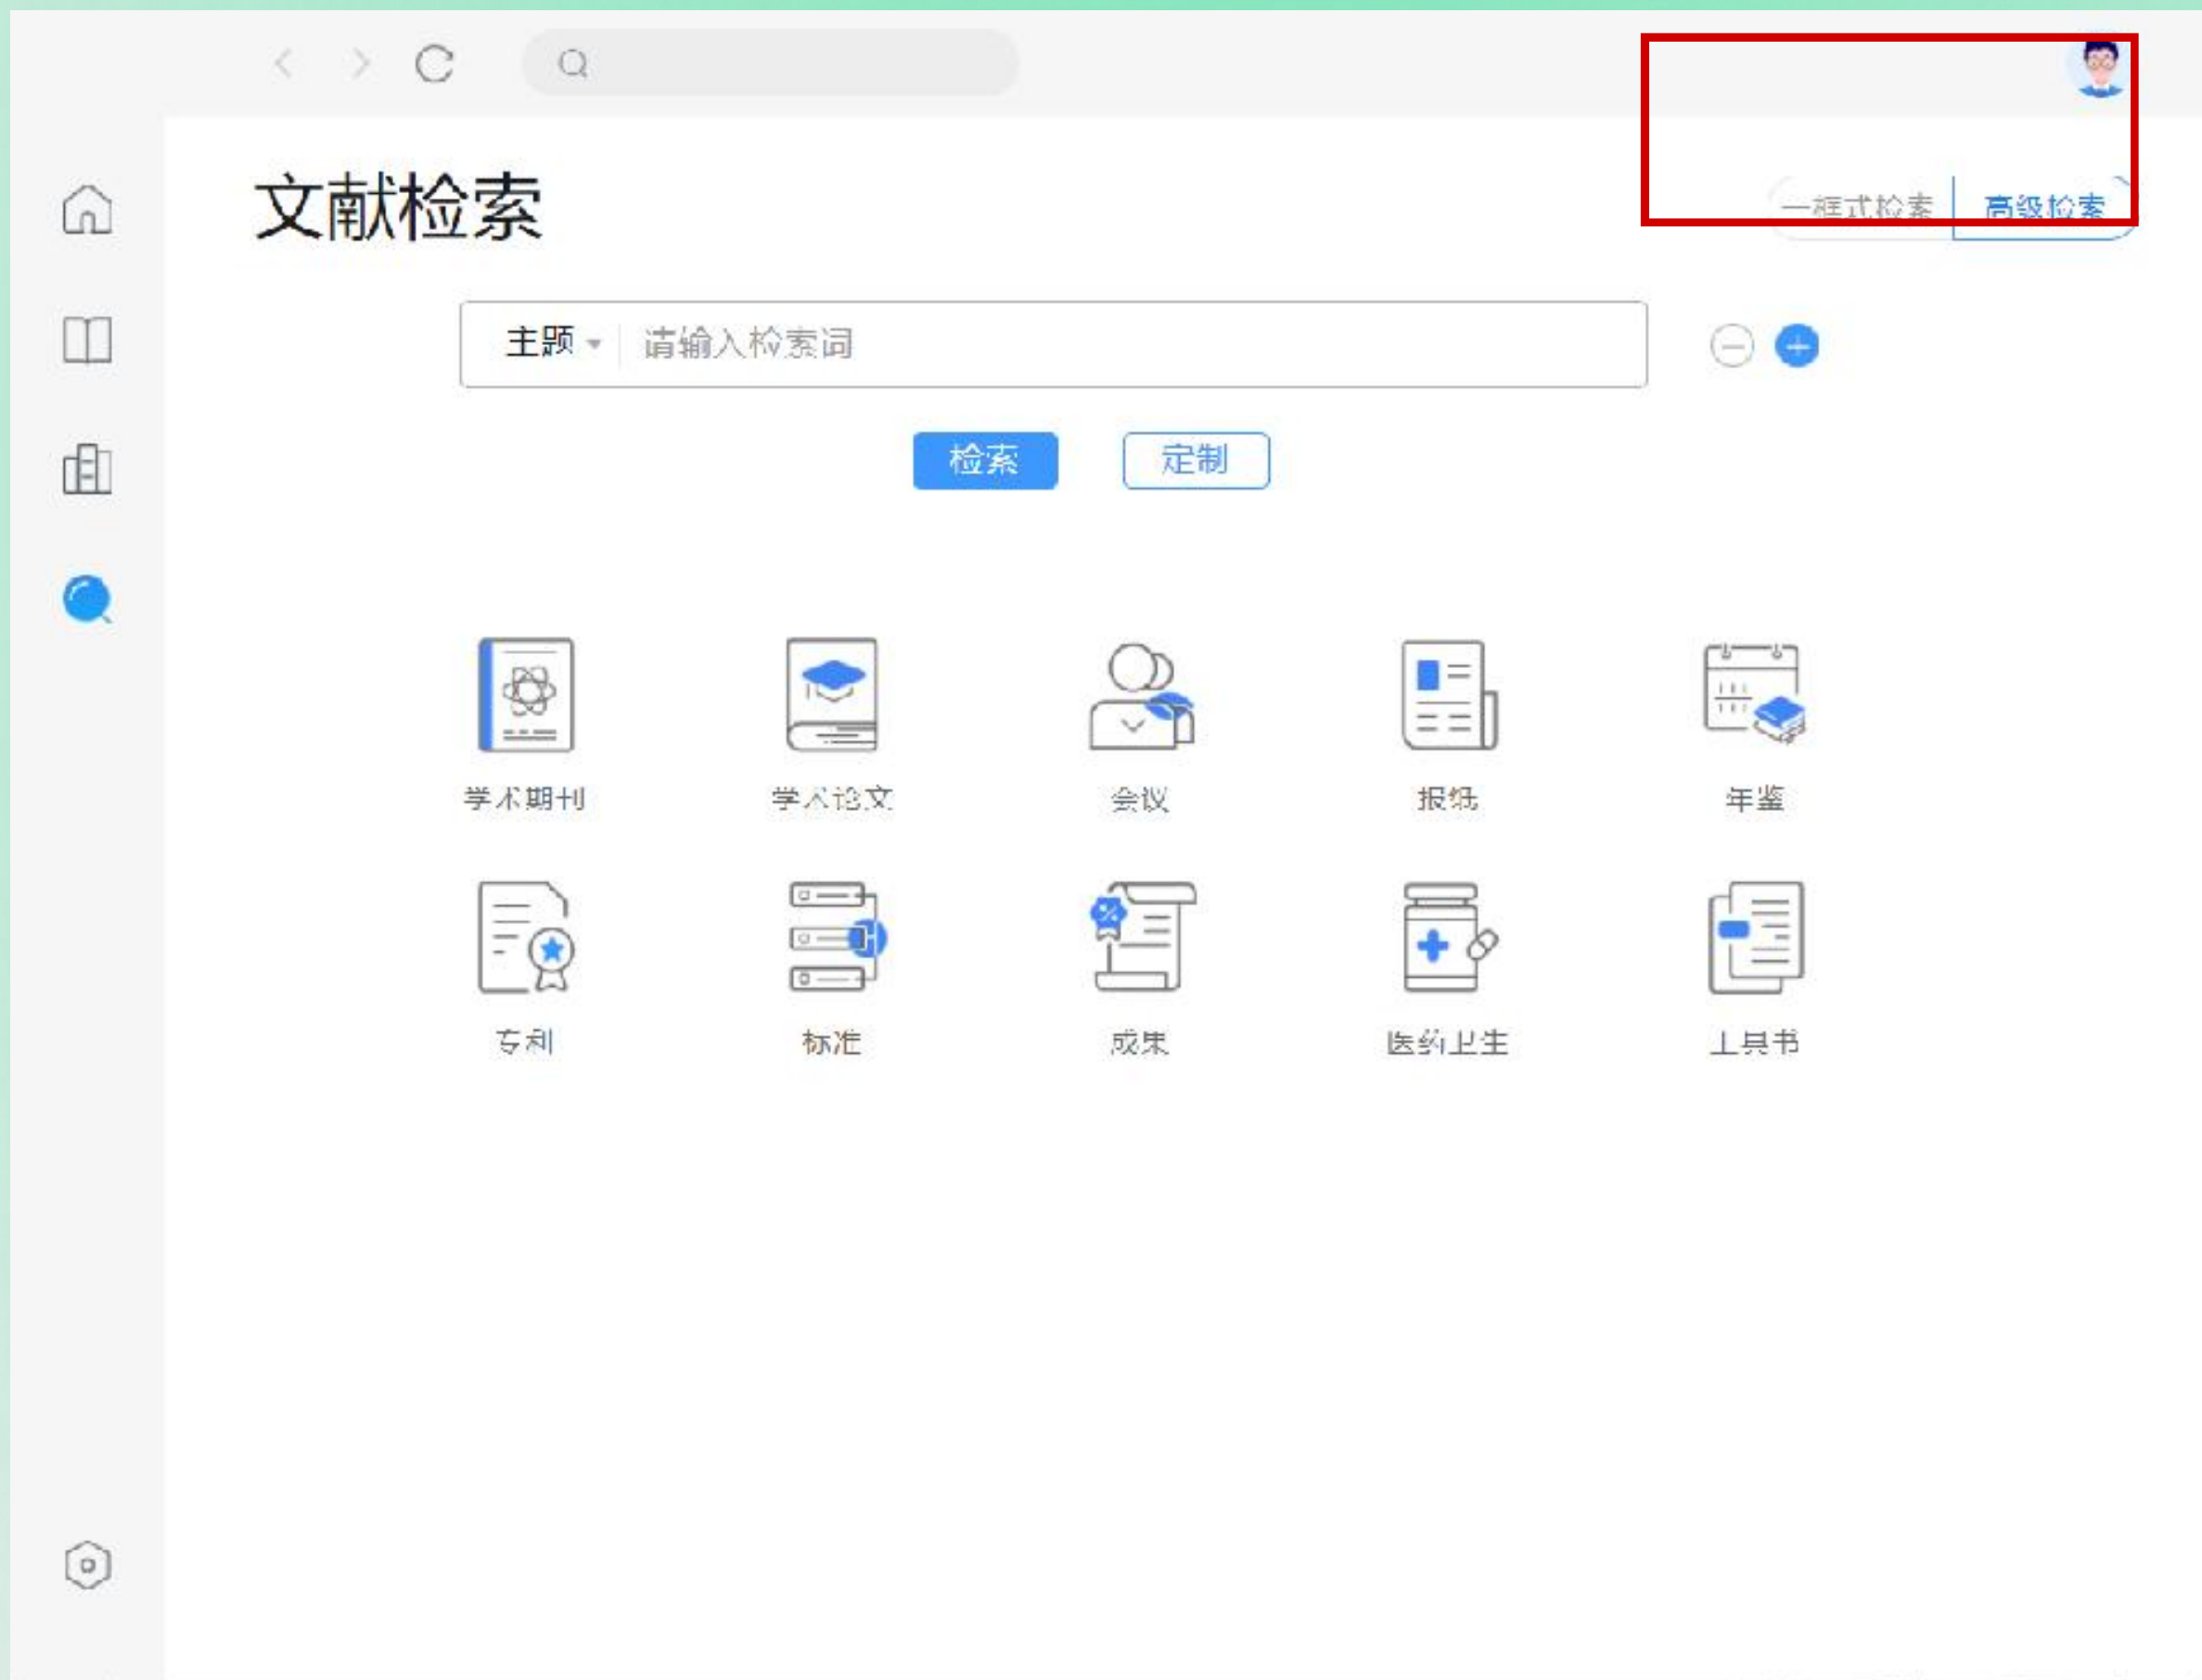 文献检索
一框式检索 高级检索
主题 请输入检索词
检索 定制
学术期刊 学术论文 会议 报纸 年鉴
专利 标准 成果 医药卫生 工具书